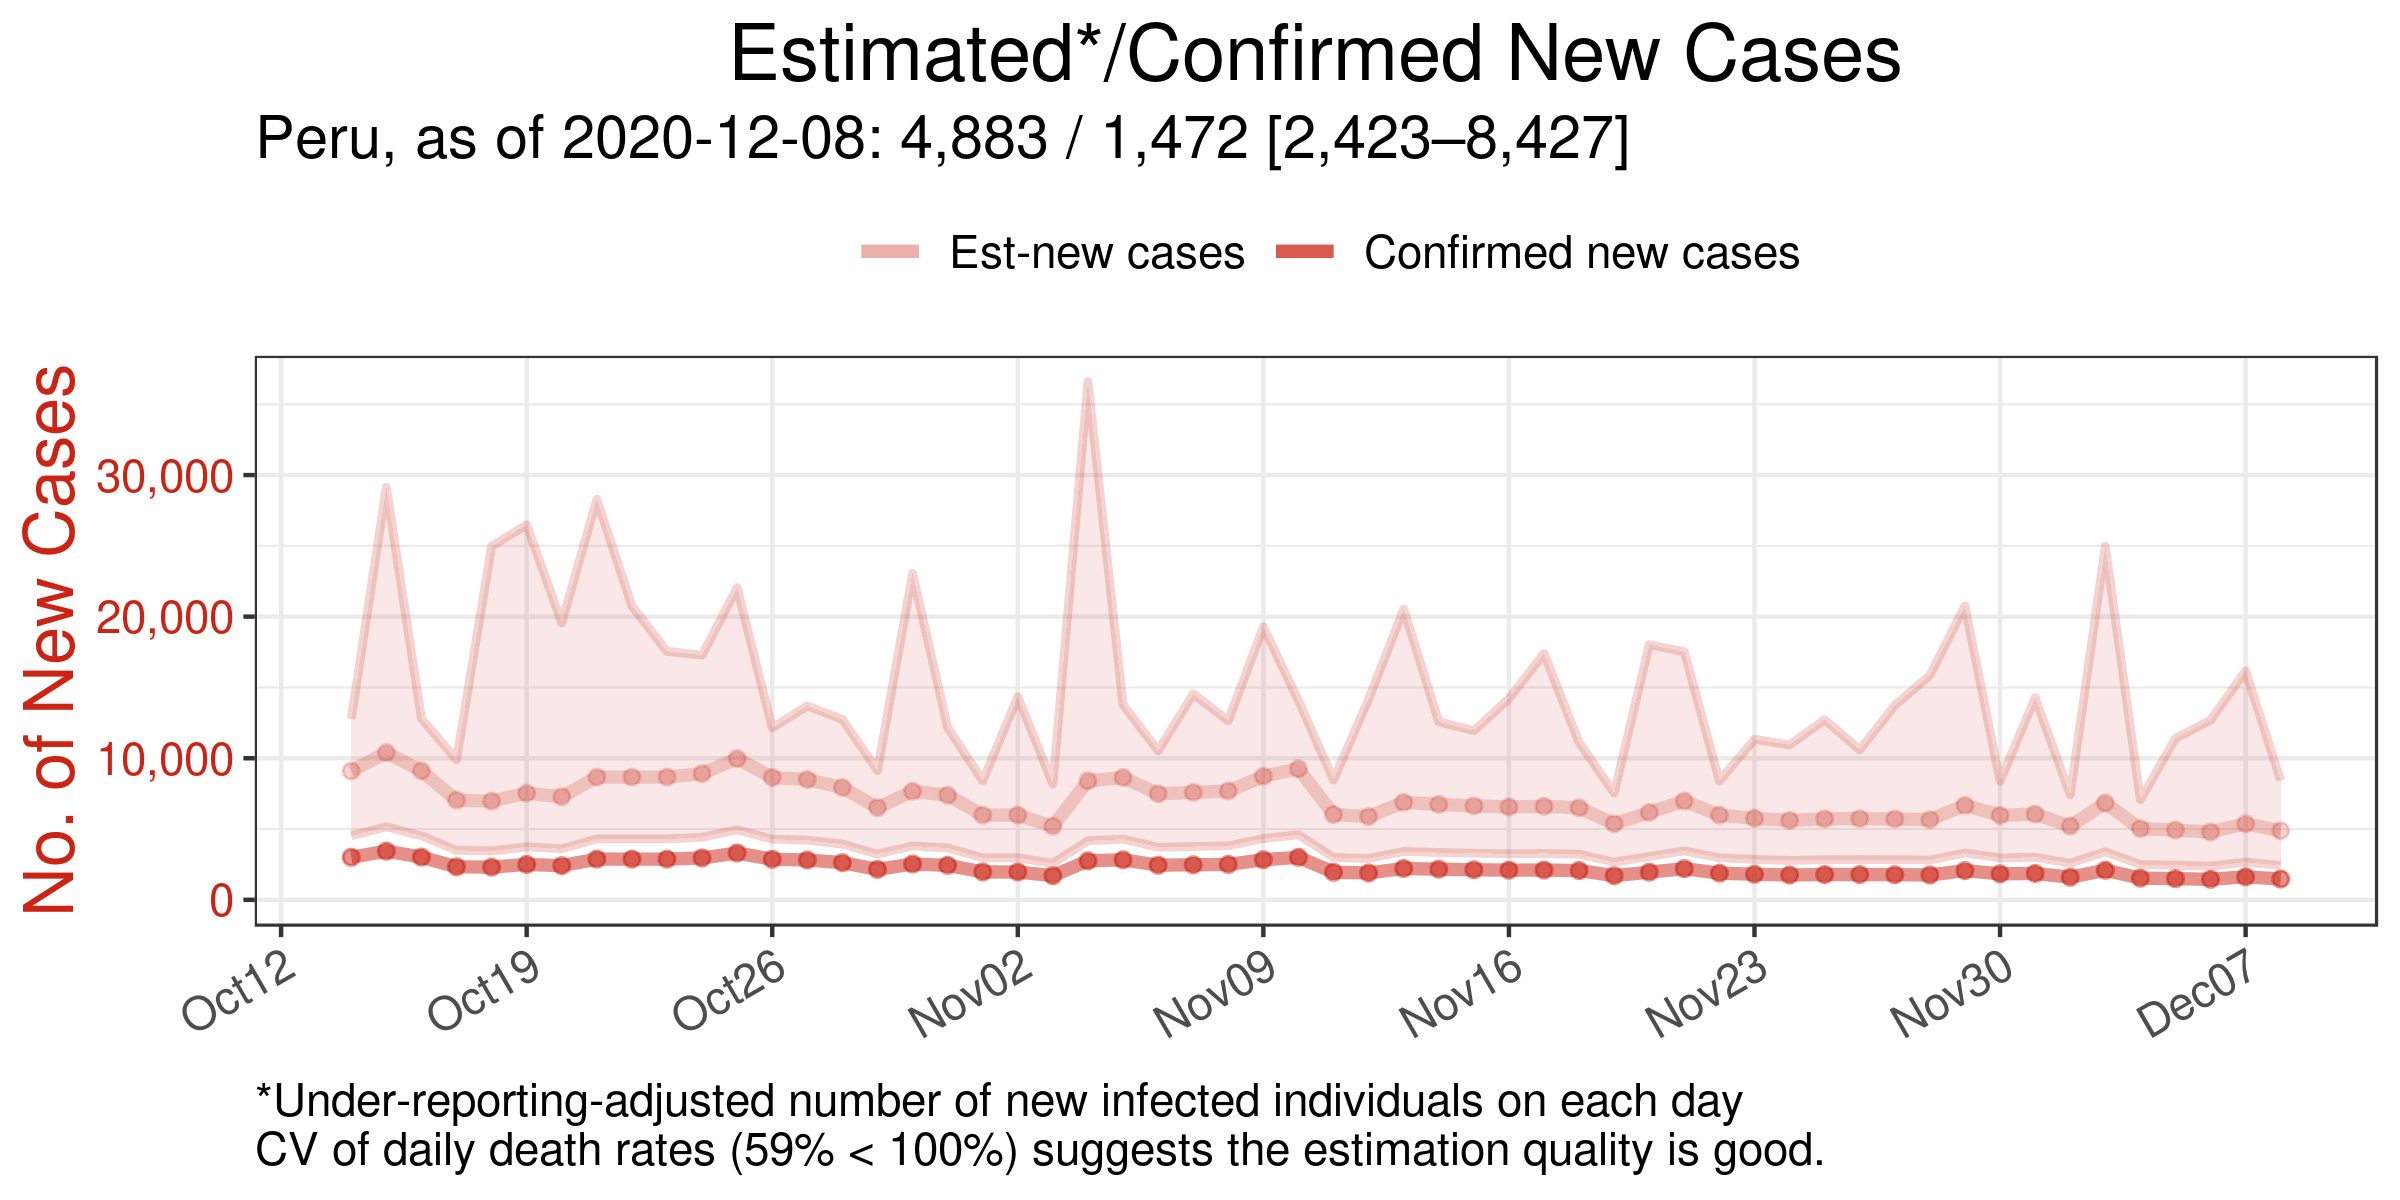 Estimated*/Confirmed New Cases
Peru, as of 2020-12-08: 4,883 / 1,472 [2,423–8,427]
Est-new cases Confirmed new cases
No. of New Cases
30,000
20,000
10,000
0
Oct12 Oct19 Oct26 Nov02 Nov09 Nov16 Nov23 Nov30 Dec07
*Under-reporting-adjusted number of new infected individuals on each day
CV of daily death rates (59% < 100%) suggests the estimation quality is good.